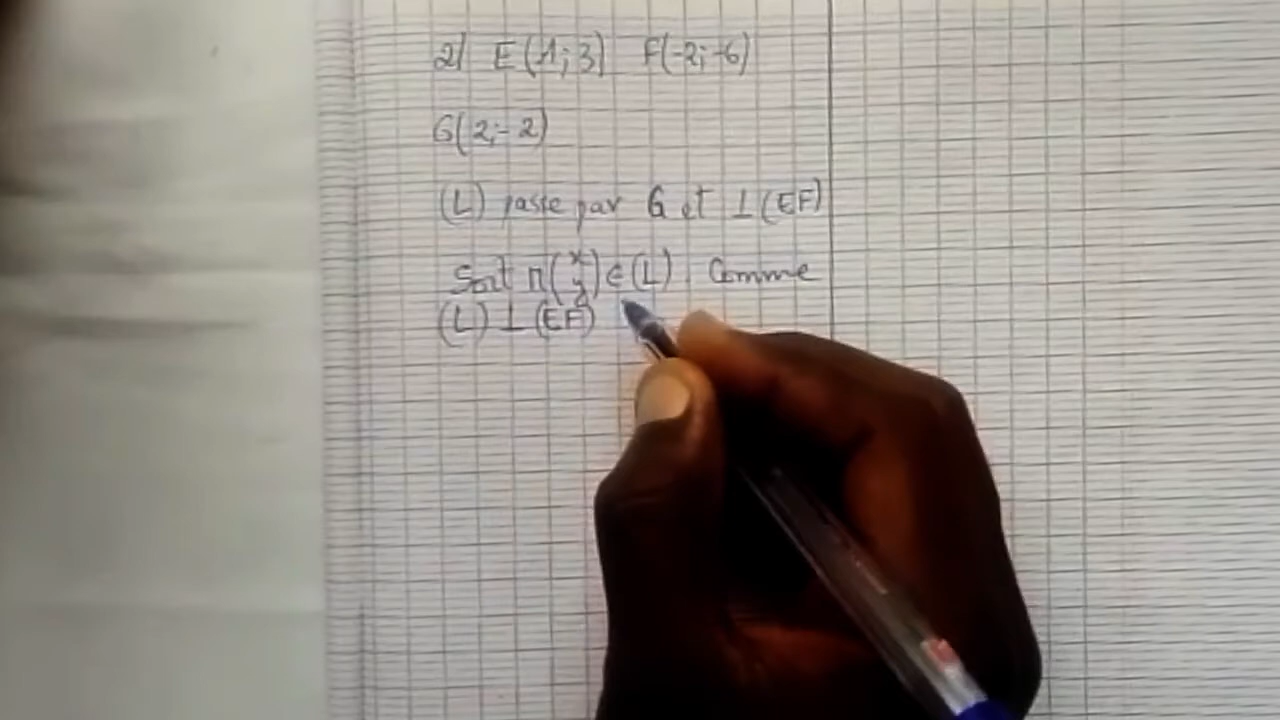 2) E(1;3) F(-2;-6)
G(2;-2)
(L) passe par G et ⊥(EF)
Soit M(x y)∈(L). Comme
(L)⊥(EF)